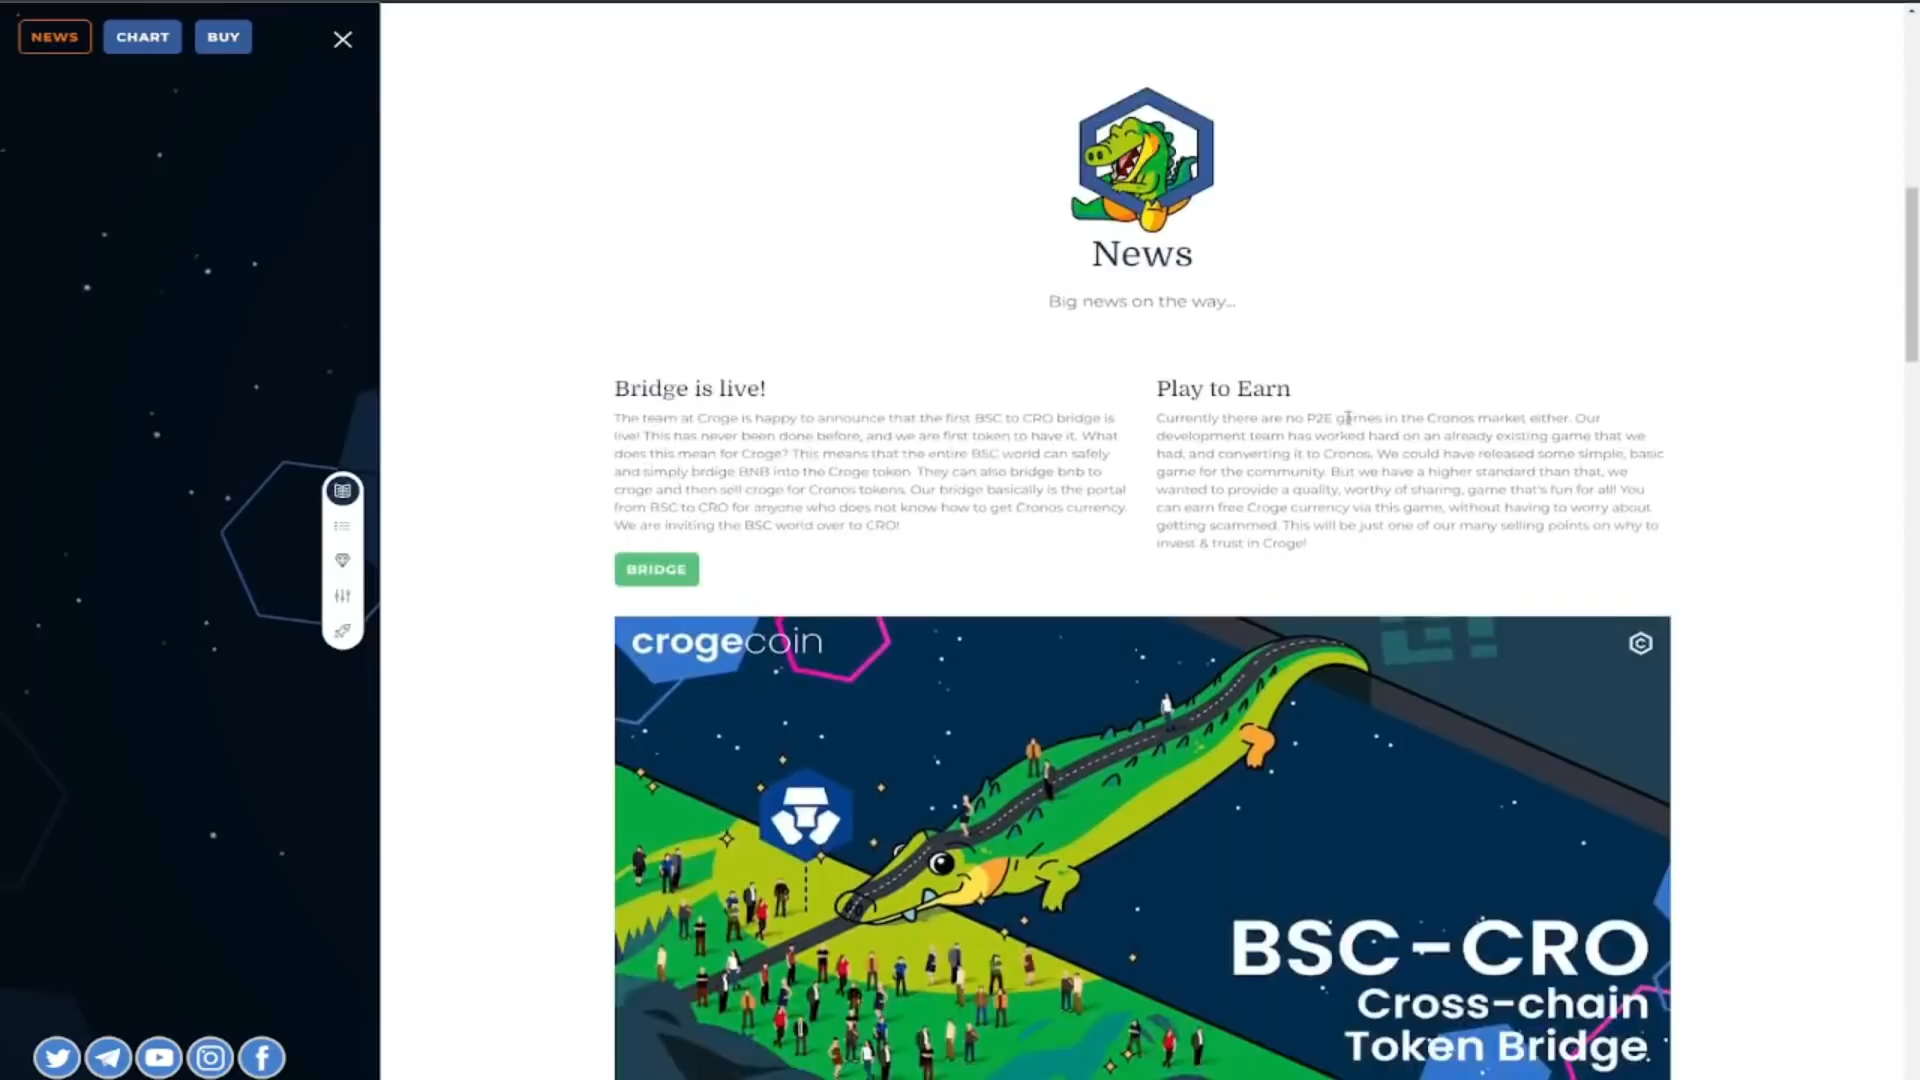 NEWS
CHART
BUY
News
Big news on the way...
Bridge is live!
The team at Croge is happy to announce that the first BSC to CRO bridge is
live! This has never been done before, and we are first token to have it. What
does this mean for Croge? This means that the entire BSC world can safely
and simply brdige BNB into the Croge token. They can also bridge bnb to
croge and then sell croge for Cronos tokens. Our bridge basically is the portal
from BSC to CRO for anyone who does not know how to get Cronos currency.
We are inviting the BSC world over to CRO!
BRIDGE
Play to Earn
Currently there are no P2E games in the Cronos market either. Our
development team has worked hard on an already existing game that we
had, and converting it to Cronos. We could have released some simple, basic
game for the community. But we have a higher standard than that, we
wanted to provide a quality, worthy of sharing, game that's fun for all! You
can earn free Croge currency via this game, without having to worry about
getting scammed. This will be just one of our many selling points on why to
invest & trust in Croge!
crogecoin
BSC-CRO
Cross-chain
Token Bridge